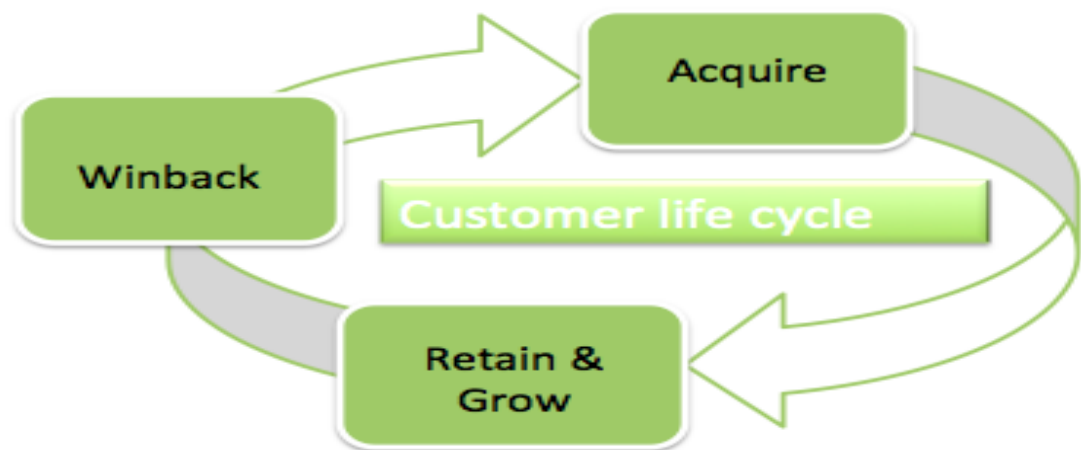 Acquire
Winback
Customer life cycle
Retain &
Grow